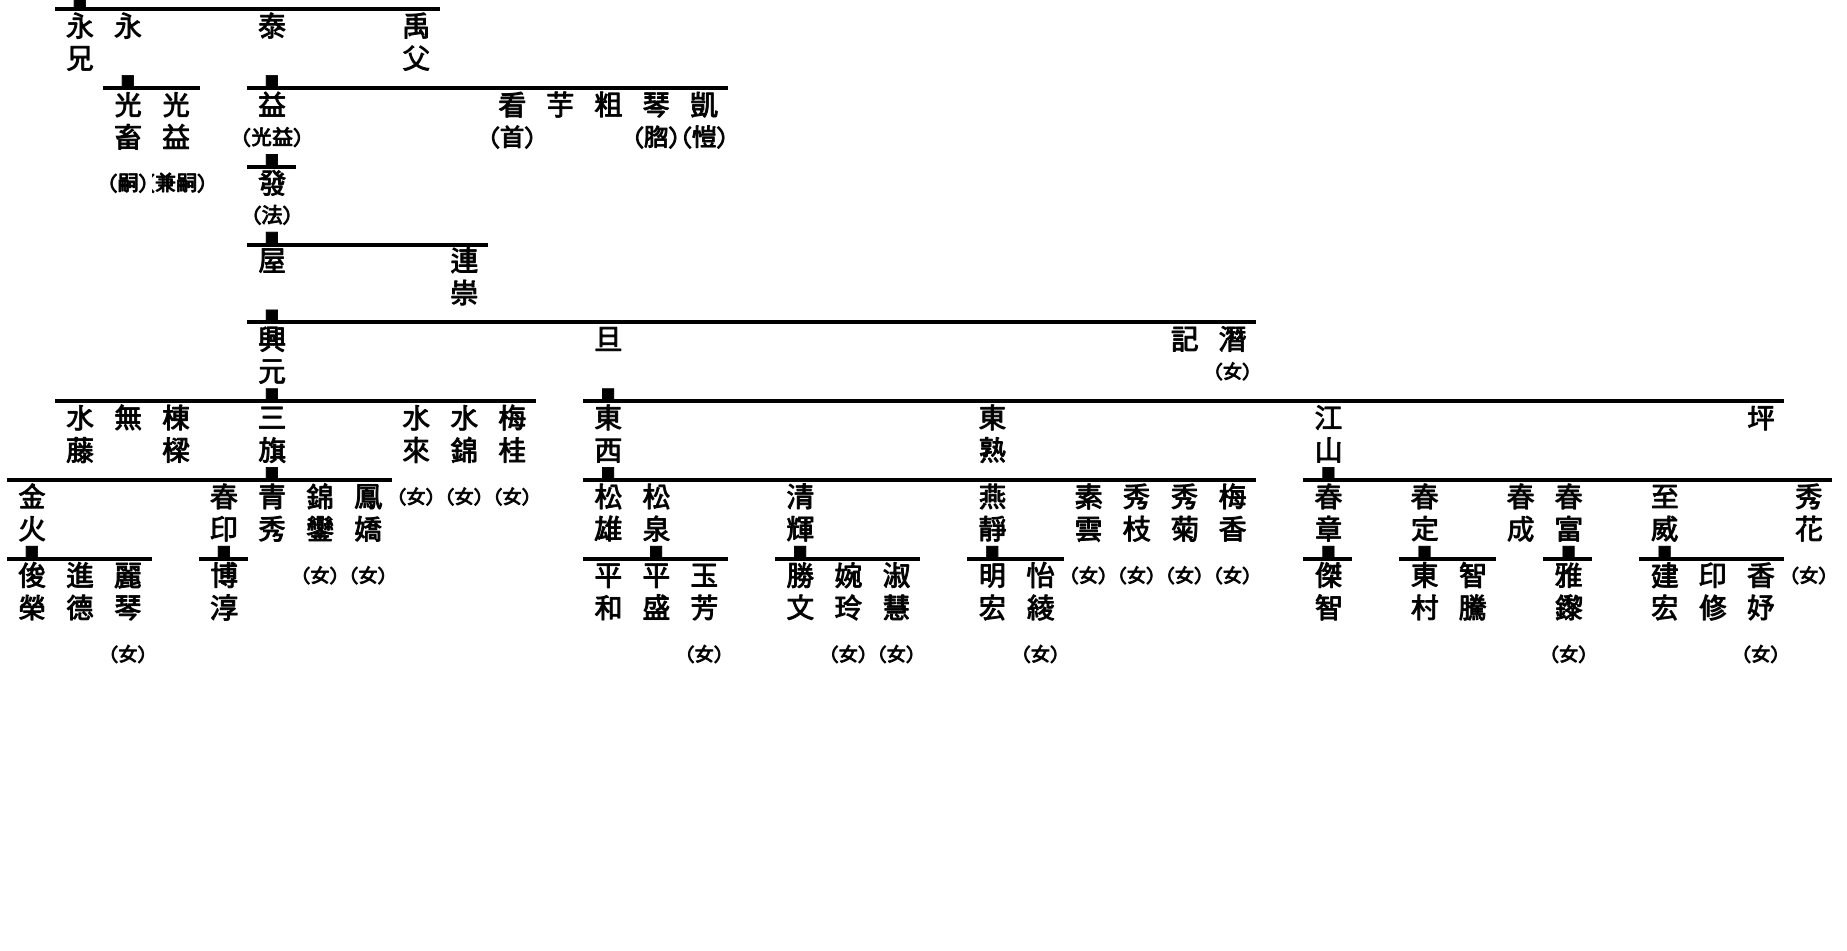 永兄 永 泰 禹父
光畜（嗣） 光益（兼嗣） 益（光益） 看（首） 芋 粗 琴（䐶） 凱（愷）
發（法）
屋 連崇
興元 旦 記 潛（女）
水藤 無 棟樑 三旗 水來（女） 水錦（女） 梅桂（女） 東西 東熟 江山 坪
金火 春印 青秀 錦鑾（女） 鳳嬌（女） 松雄 松泉 清輝 燕靜 素雲（女） 秀枝（女） 秀菊（女） 梅香（女） 春章 春定 春成 春富 至威 秀花（女）
俊榮 進德 麗琴（女） 博淳 平和 平盛 玉芳（女） 勝文 婉玲（女） 淑慧（女） 明宏 怡綾（女） 傑智 東村 智騰 雅鑗（女） 建宏 印修 香妤（女）